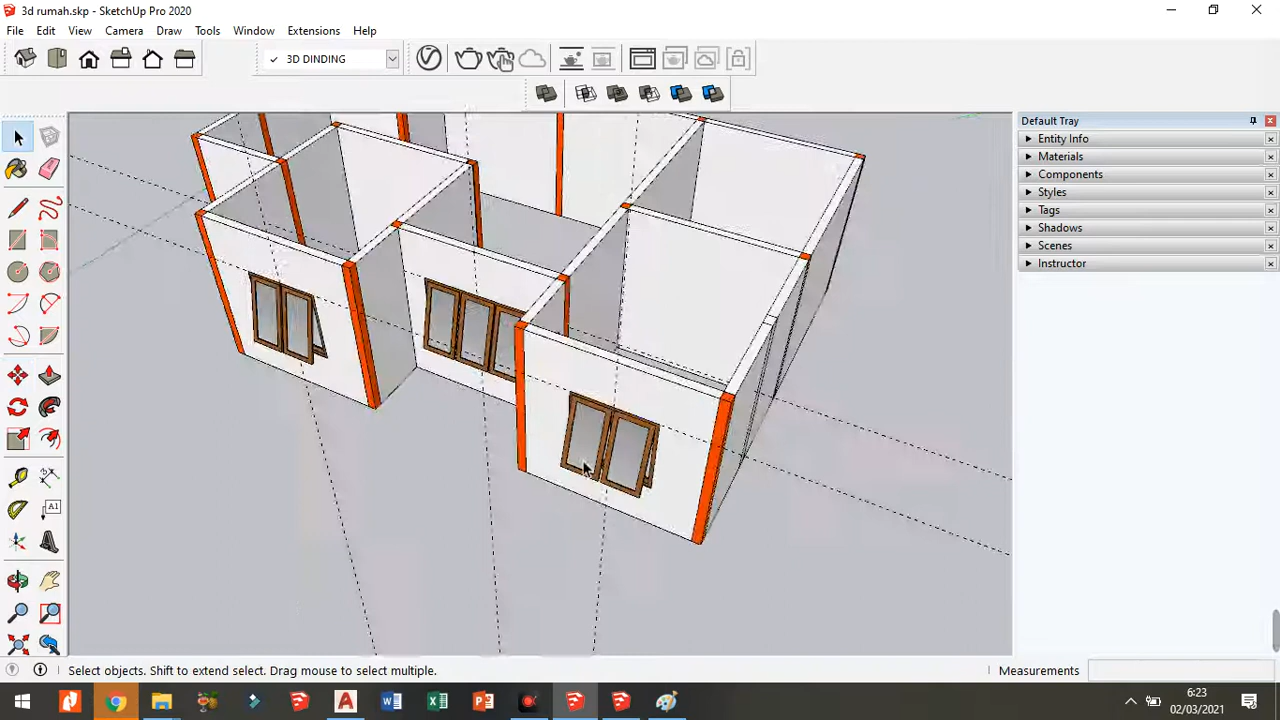 3d rumah.skp - SketchUp Pro 2020
File Edit View Camera Draw Tools Window Extensions Help
✓ 3D DINDING
Default Tray
Entity Info
Materials
Components
Styles
Tags
Shadows
Scenes
Instructor
A1
Select objects. Shift to extend select. Drag mouse to select multiple.
Measurements
6:23
02/03/2021